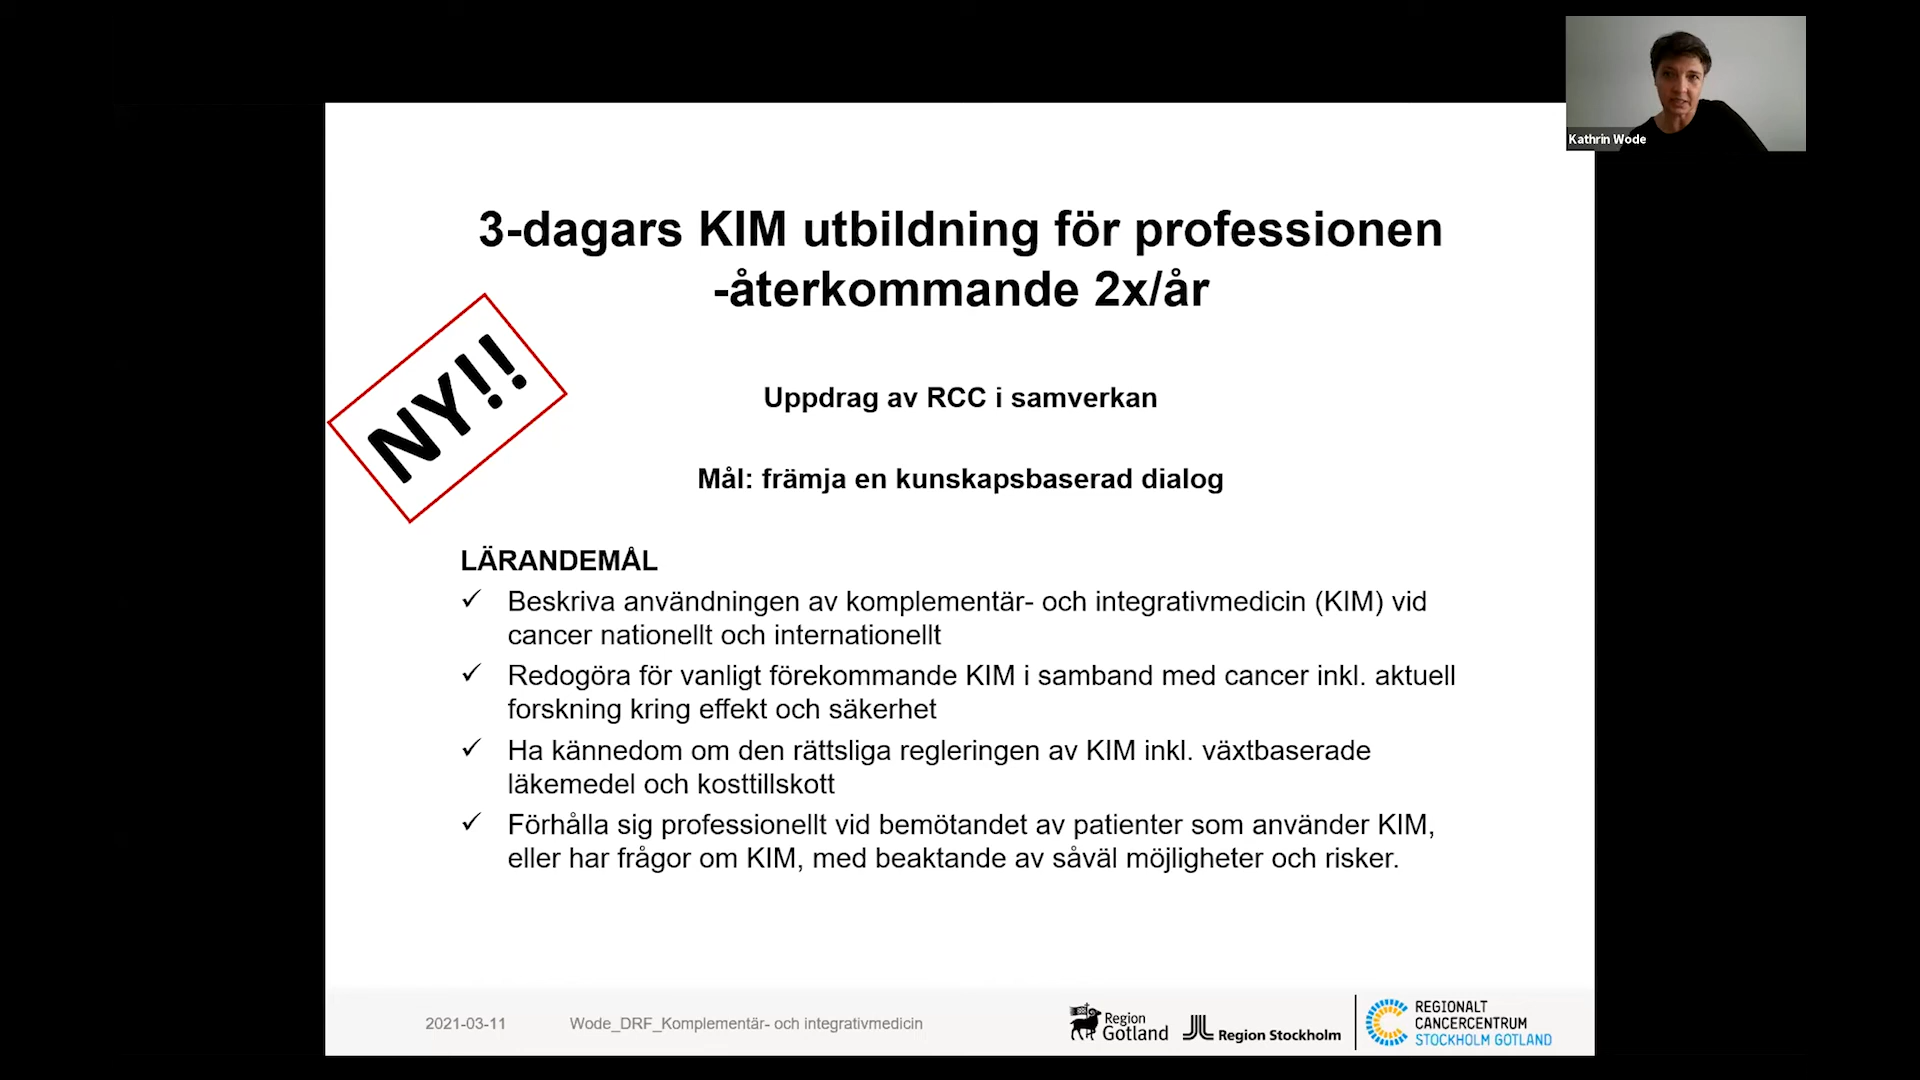 Kathrin Wode
3-dagars KIM utbildning för professionen
-återkommande 2x/år
NY!!
Uppdrag av RCC i samverkan
Mål: främja en kunskapsbaserad dialog
LÄRANDEMÅL
✓ Beskriva användningen av komplementär- och integrativmedicin (KIM) vid
cancer nationellt och internationellt
✓ Redogöra för vanligt förekommande KIM i samband med cancer inkl. aktuell
forskning kring effekt och säkerhet
✓ Ha kännedom om den rättsliga regleringen av KIM inkl. växtbaserade
läkemedel och kosttillskott
✓ Förhålla sig professionellt vid bemötandet av patienter som använder KIM,
eller har frågor om KIM, med beaktande av såväl möjligheter och risker.
2021-03-11
Wode_DRF_Komplementär- och integrativmedicin
Region
Gotland
Region Stockholm
REGIONALT
CANCERCENTRUM
STOCKHOLM GOTLAND